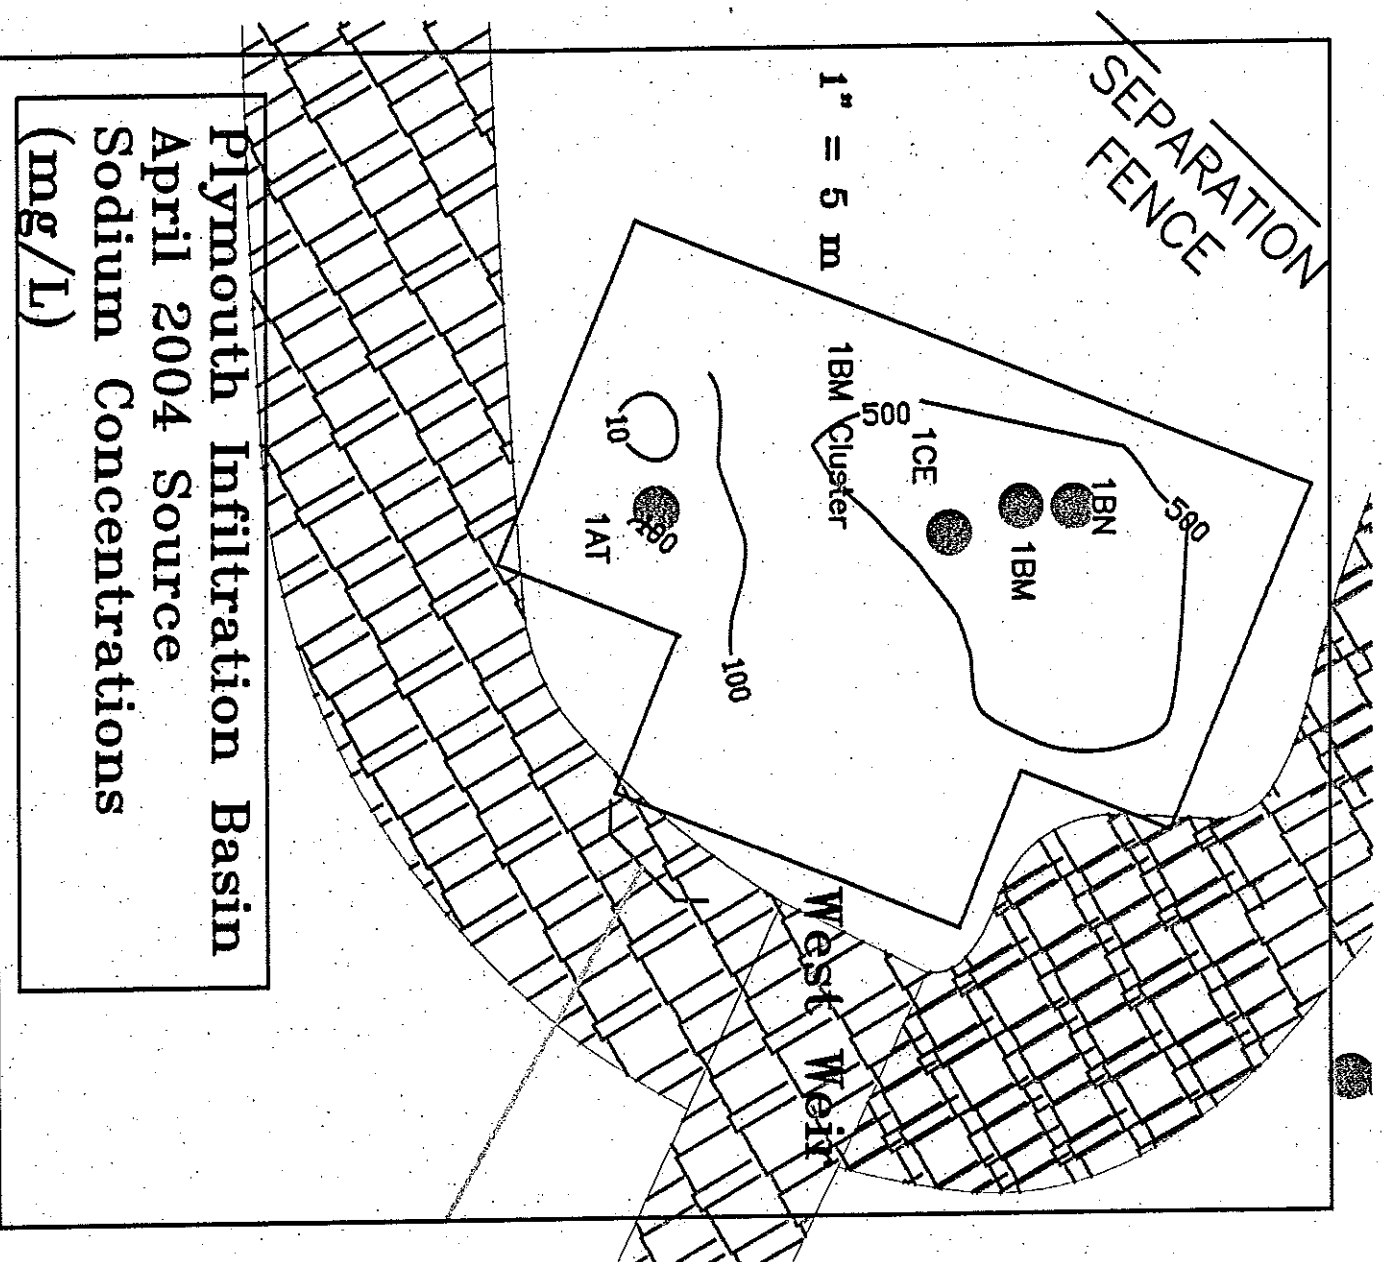 SEPARATION
FENCE
1" = 5 m
500
1BN
1BM
1CE
500
1BM Cluster
100
10
1AT
West Weir
Plymouth Infiltration Basin
April 2004 Source
Sodium Concentrations
(mg/L)